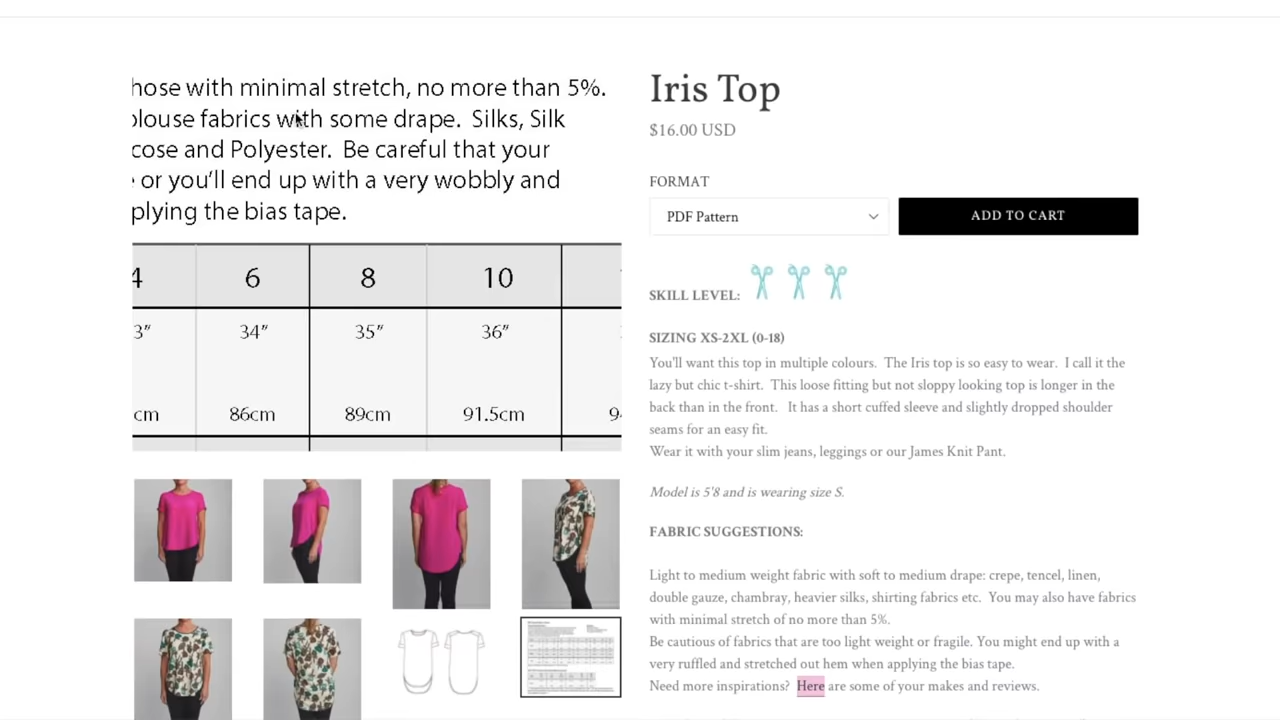 hose with minimal stretch, no more than 5%.
blouse fabrics with some drape. Silks, Silk
cose and Polyester. Be careful that your
or you'll end up with a very wobbly and
plying the bias tape.
4 6 8 10
3" 34" 35" 36"
cm 86cm 89cm 91.5cm 9
Iris Top
$16.00 USD
FORMAT
PDF Pattern
ADD TO CART
SKILL LEVEL:
SIZING XS-2XL (0-18)
You'll want this top in multiple colours. The Iris top is so easy to wear. I call it the
lazy but chic t-shirt. This loose fitting but not sloppy looking top is longer in the
back than in the front. It has a short cuffed sleeve and slightly dropped shoulder
seams for an easy fit.
Wear it with your slim jeans, leggings or our James Knit Pant.
Model is 5'8 and is wearing size S.
FABRIC SUGGESTIONS:
Light to medium weight fabric with soft to medium drape: crepe, tencel, linen,
double gauze, chambray, heavier silks, shirting fabrics etc. You may also have fabrics
with minimal stretch of no more than 5%.
Be cautious of fabrics that are too light weight or fragile. You might end up with a
very ruffled and stretched out hem when applying the bias tape.
Need more inspirations? Here are some of your makes and reviews.